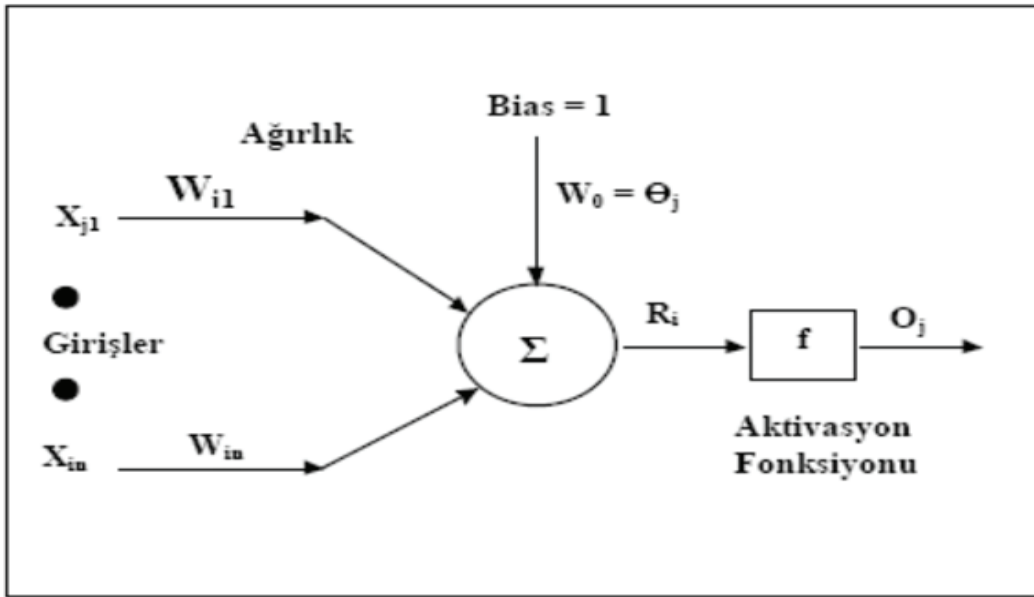 Bias = 1
Ağırlık
W₀ = Θⱼ
Wᵢ₁
Xⱼ₁
Girişler
Σ
Rᵢ
f
Oⱼ
Wᵢₙ
Xᵢₙ
Aktivasyon
Fonksiyonu